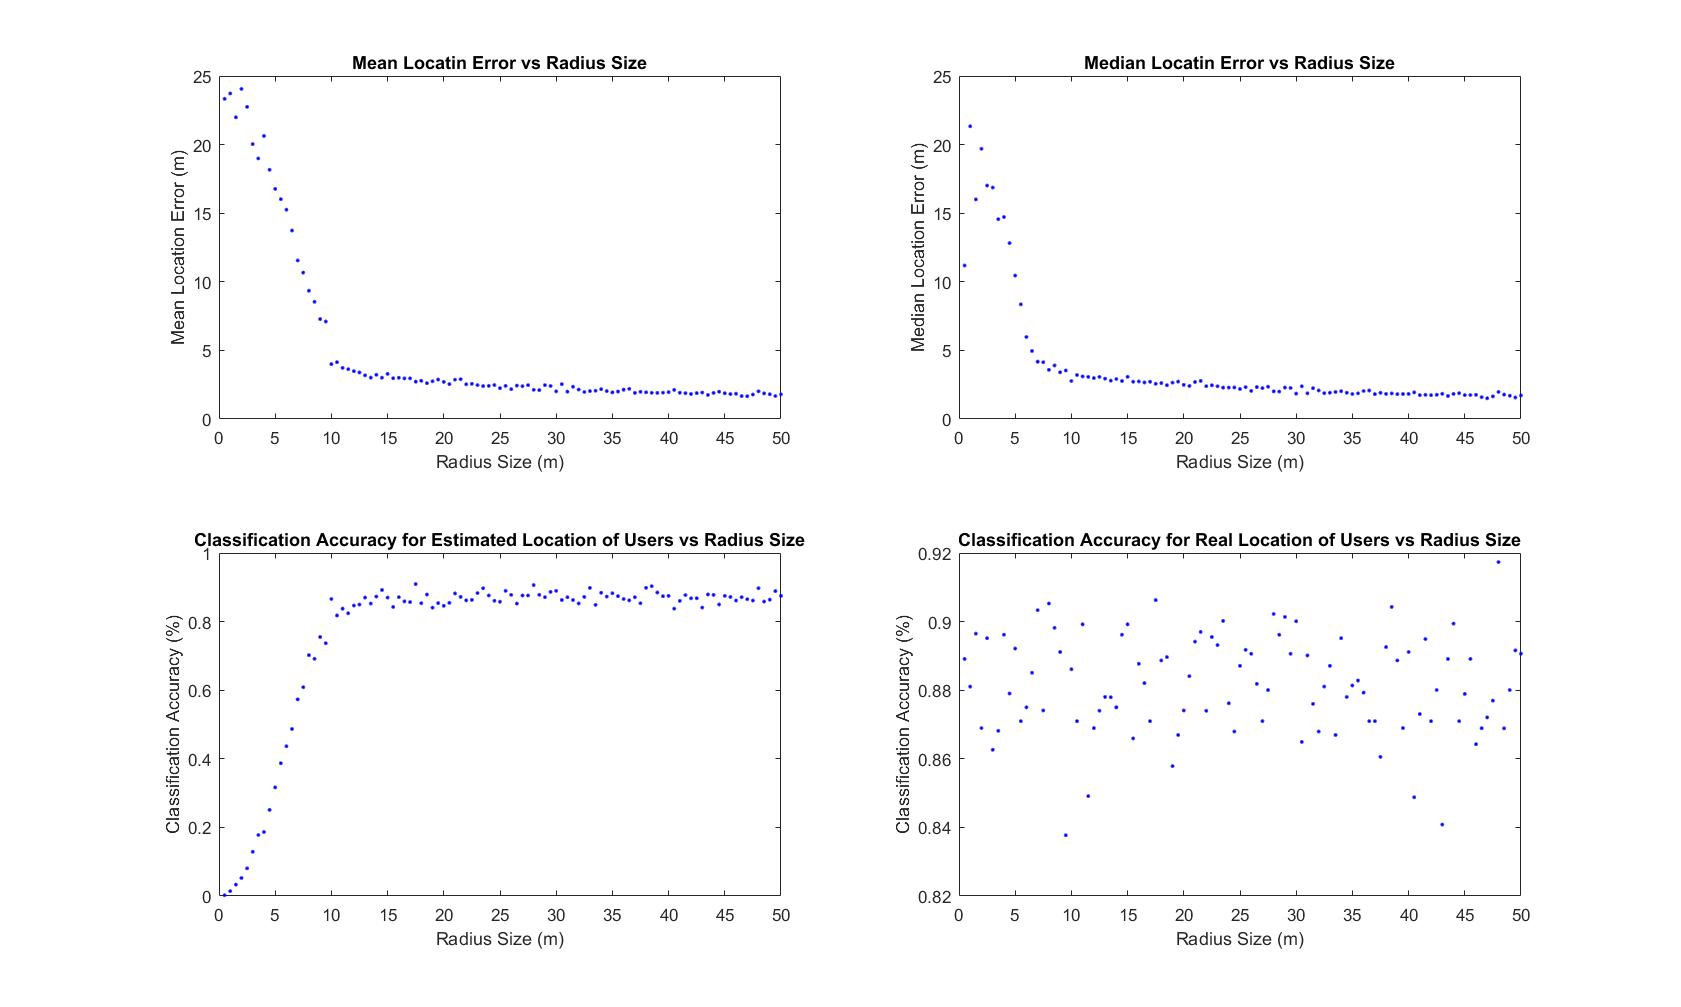 Mean Locatin Error vs Radius Size
25
20
15
10
5
0
Mean Location Error (m)
0 5 10 15 20 25 30 35 40 45 50
Radius Size (m)
Median Locatin Error vs Radius Size
25
20
15
10
5
0
Median Location Error (m)
0 5 10 15 20 25 30 35 40 45 50
Radius Size (m)
Classification Accuracy for Estimated Location of Users vs Radius Size
1
0.8
0.6
0.4
0.2
0
Classification Accuracy (%)
0 5 10 15 20 25 30 35 40 45 50
Radius Size (m)
Classification Accuracy for Real Location of Users vs Radius Size
0.92
0.9
0.88
0.86
0.84
0.82
Classification Accuracy (%)
0 5 10 15 20 25 30 35 40 45 50
Radius Size (m)